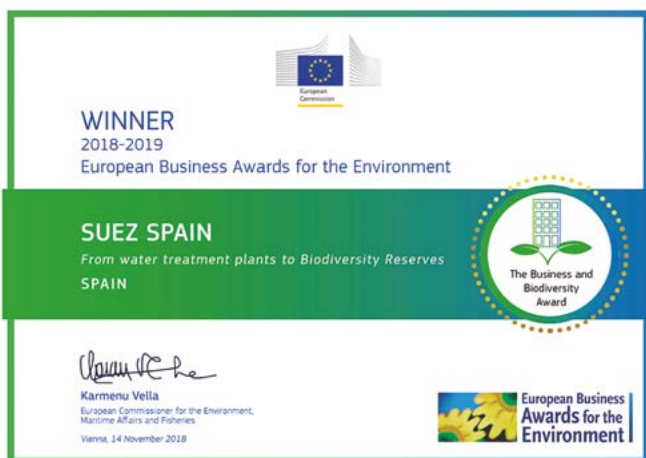 European
Commission
WINNER
2018-2019
European Business Awards for the Environment
SUEZ SPAIN
From water treatment plants to Biodiversity Reserves
SPAIN
The Business and
Biodiversity
Award
Karmenu Vella
European Commissioner for the Environment,
Maritime Affairs and Fisheries
Vienna, 14 November 2018
European Business
Awards for the
Environment